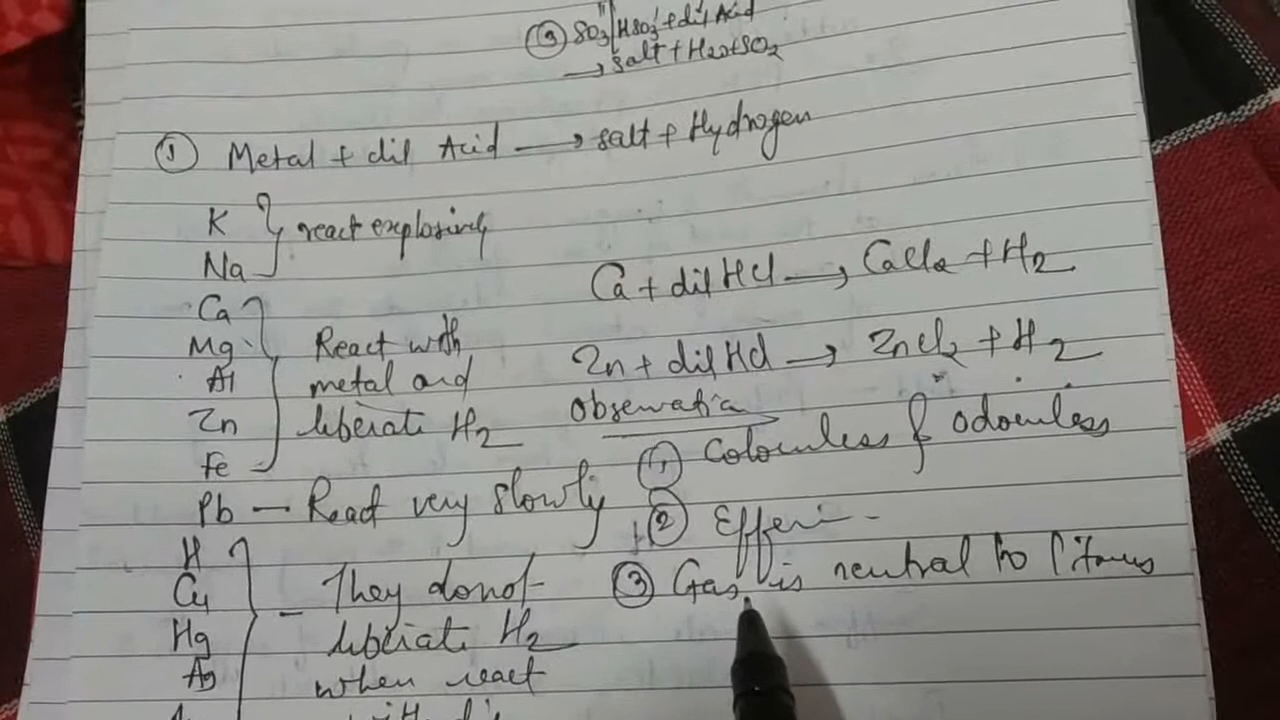 ③ SO3'' | HSO3' + dil Acid
→ salt + H2O + SO2
① Metal + dil Acid → salt + Hydrogen
K
Na
react explosively
Ca
Mg
Al
Zn
Fe
React with
metal and
liberate H2
Ca + dil HCl → CaCl2 + H2
Zn + dil HCl → ZnCl2 + H2
Observation
① Colourless & odourless
② Efferv
③ Gas is neutral to litmus
Pb — React very slowly
H
Cu
Hg
Ag
— They do not
liberate H2
when react